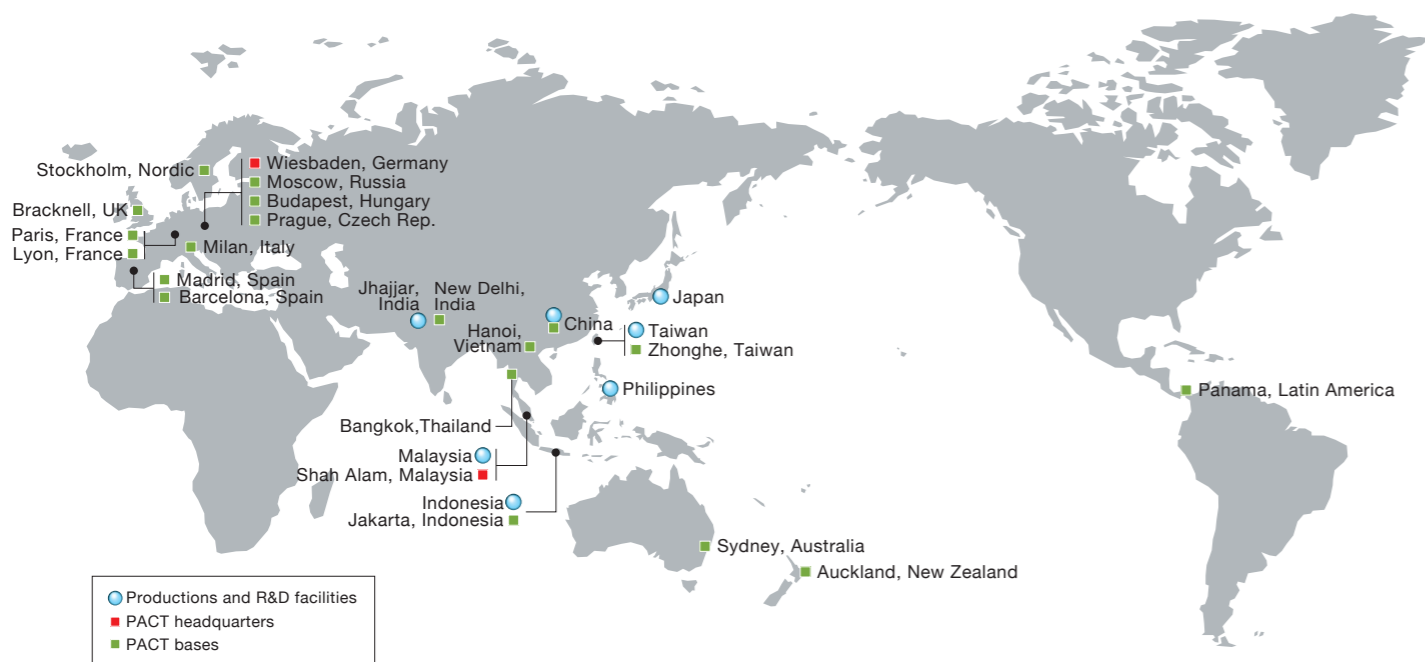 Stockholm, Nordic
Wiesbaden, Germany
Moscow, Russia
Budapest, Hungary
Prague, Czech Rep.
Bracknell, UK
Paris, France
Lyon, France
Milan, Italy
Madrid, Spain
Barcelona, Spain
Jhajjar,
India
New Delhi,
India
Hanoi,
Vietnam
China
Japan
Taiwan
Zhonghe, Taiwan
Philippines
Panama, Latin America
Bangkok,Thailand
Malaysia
Shah Alam, Malaysia
Indonesia
Jakarta, Indonesia
Sydney, Australia
Auckland, New Zealand
Productions and R&D facilities
PACT headquarters
PACT bases